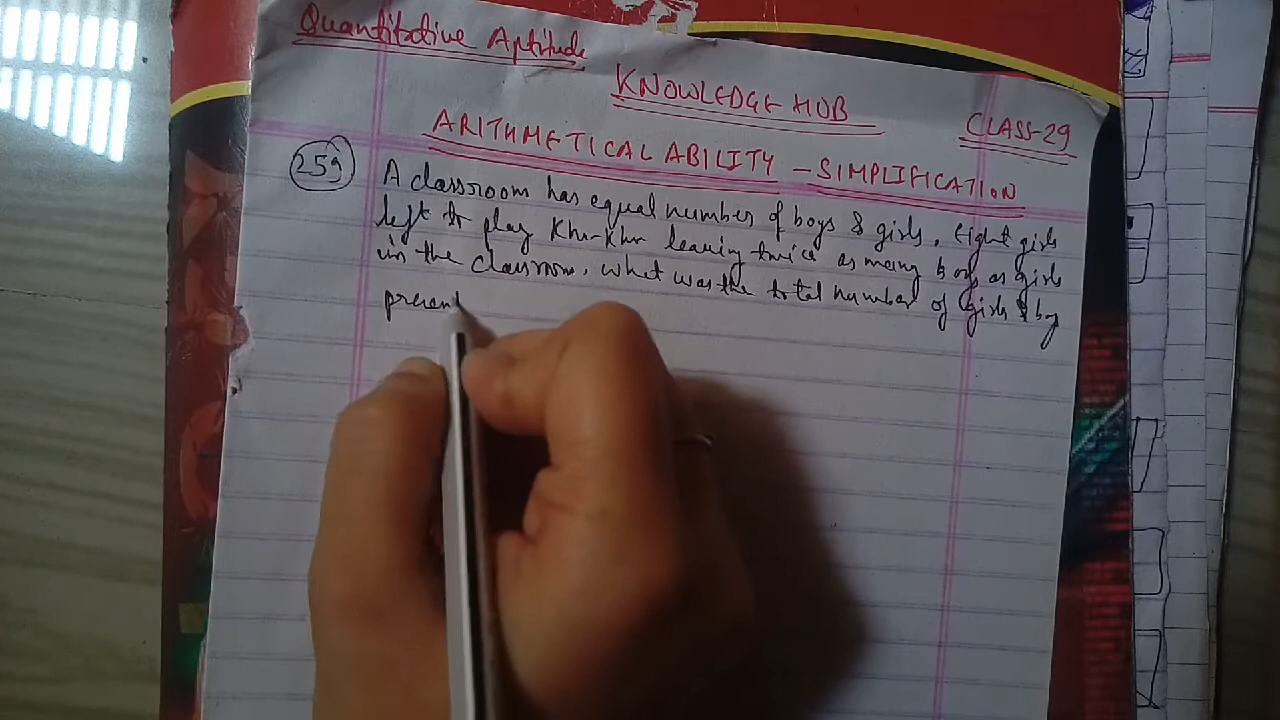 Quantitative Aptitude
KNOWLEDGE HUB
CLASS-29
ARITHMETICAL ABILITY - SIMPLIFICATION
259 A classroom has equal number of boys & girls. Eight girls
left to play Kho-Kho leaving twice as many boys as girls
in the classroom. What was the total number of girls & boy
present